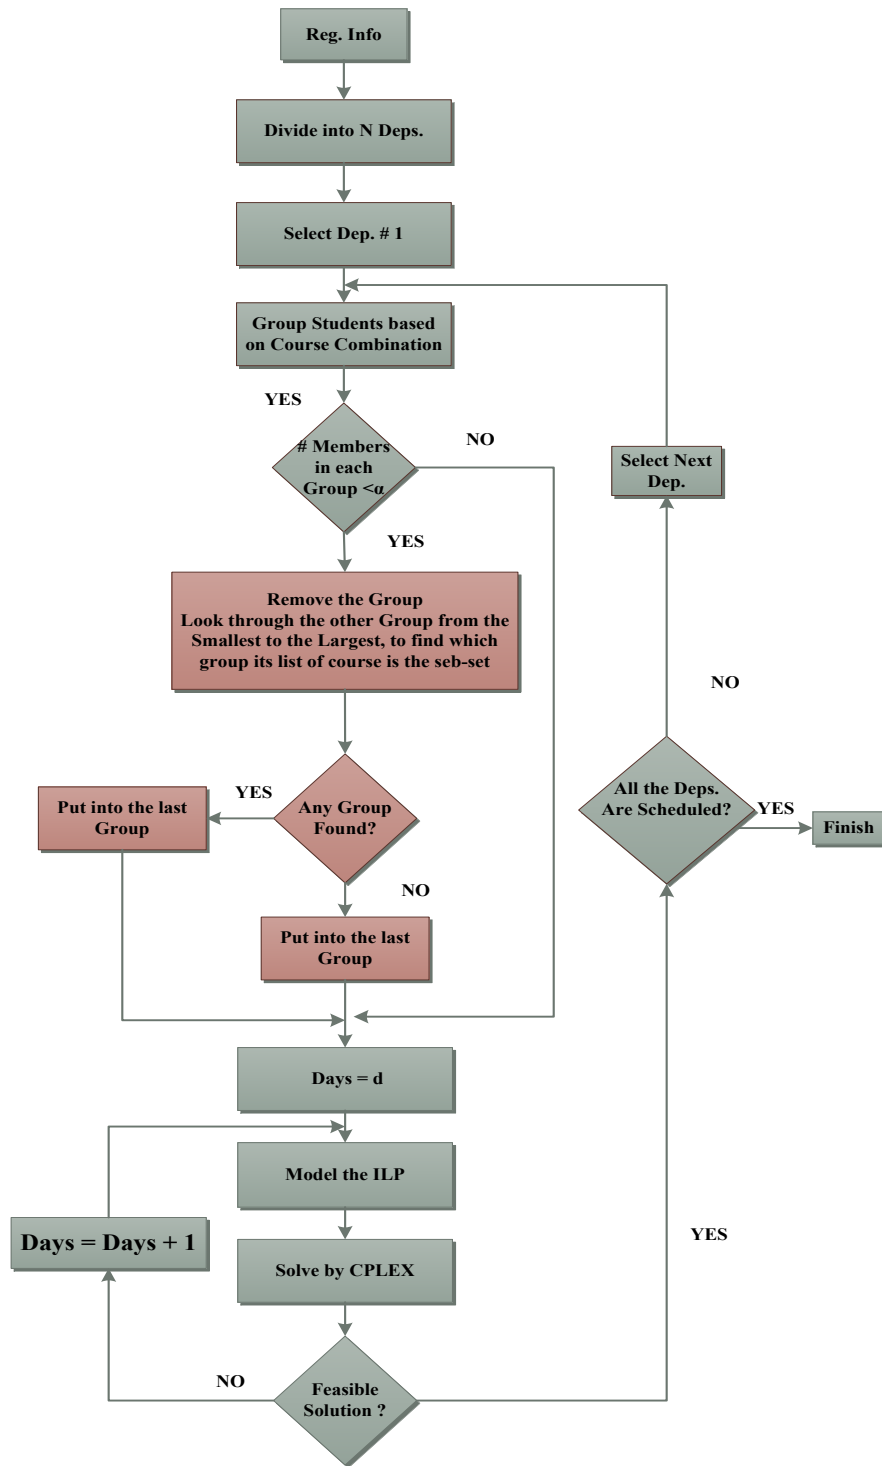 Reg. Info
Divide into N Deps.
Select Dep. # 1
Group Students based
on Course Combination
YES
# Members
in each
Group <α
NO
YES
Remove the Group
Look through the other Group from the
Smallest to the Largest, to find which
group its list of course is the seb-set
Any Group
Found?
YES
Put into the last
Group
NO
Put into the last
Group
Days = d
Model the ILP
Solve by CPLEX
Feasible
Solution ?
NO
Days = Days + 1
YES
All the Deps.
Are Scheduled?
YES
Finish
NO
Select Next
Dep.